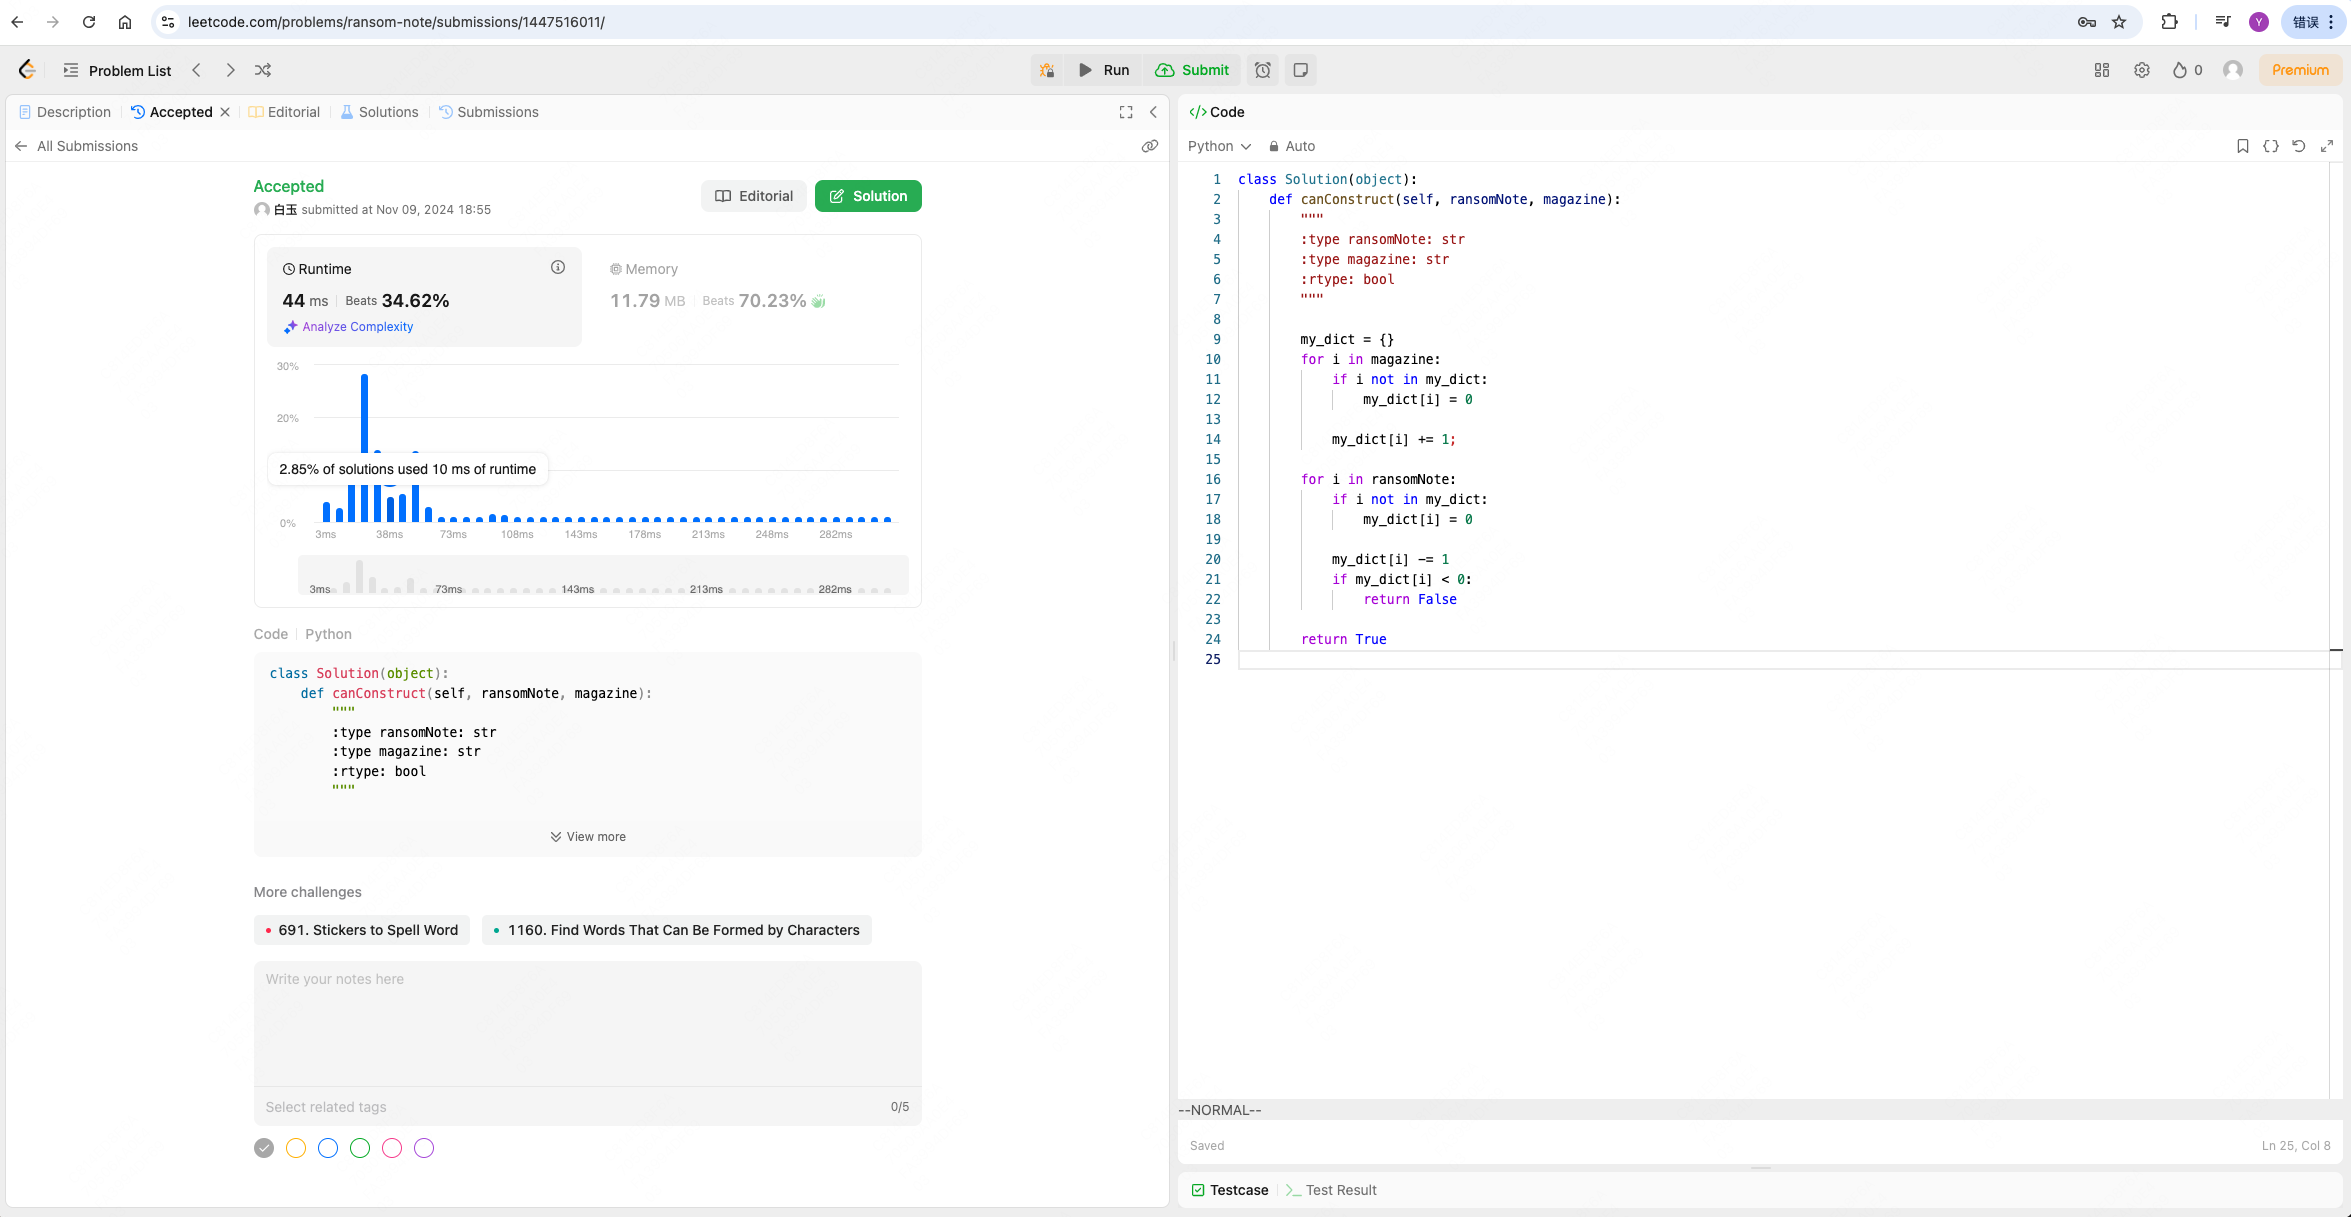 leetcode.com/problems/ransom-note/submissions/1447516011/
Y
错误
Problem List
Run
Submit
0
Premium
Description
Accepted
Editorial
Solutions
Submissions
All Submissions
Accepted
白玉 submitted at Nov 09, 2024 18:55
Editorial
Solution
Runtime
44 ms
Beats 34.62%
Analyze Complexity
Memory
11.79 MB
Beats 70.23%
30%
20%
2.85% of solutions used 10 ms of runtime
0%
3ms 38ms 73ms 108ms 143ms 178ms 213ms 248ms 282ms
3ms 73ms 143ms 213ms 282ms
Code
Python
class Solution(object):
    def canConstruct(self, ransomNote, magazine):
        """
        :type ransomNote: str
        :type magazine: str
        :rtype: bool
        """
View more
More challenges
691. Stickers to Spell Word
1160. Find Words That Can Be Formed by Characters
Write your notes here
Select related tags
0/5
</> Code
Python
Auto
1 class Solution(object):
2     def canConstruct(self, ransomNote, magazine):
3         """
4         :type ransomNote: str
5         :type magazine: str
6         :rtype: bool
7         """
8
9         my_dict = {}
10         for i in magazine:
11             if i not in my_dict:
12                 my_dict[i] = 0
13
14             my_dict[i] += 1;
15
16         for i in ransomNote:
17             if i not in my_dict:
18                 my_dict[i] = 0
19
20             my_dict[i] -= 1
21             if my_dict[i] < 0:
22                 return False
23
24         return True
25
--NORMAL--
Saved
Ln 25, Col 8
Testcase
Test Result